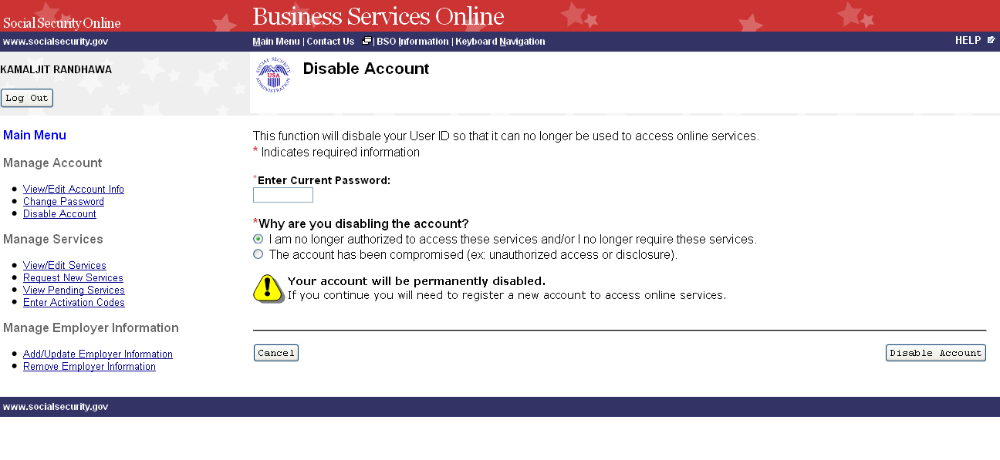 Social Security Online
Business Services Online
www.socialsecurity.gov
Main Menu | Contact Us | BSO Information | Keyboard Navigation
HELP
KAMALJIT RANDHAWA
Log Out
SOCIAL SECURITY ADMINISTRATION
USA
Disable Account
Main Menu
Manage Account
View/Edit Account Info
Change Password
Disable Account
Manage Services
View/Edit Services
Request New Services
View Pending Services
Enter Activation Codes
Manage Employer Information
Add/Update Employer Information
Remove Employer Information
This function will disbale your User ID so that it can no longer be used to access online services.
* Indicates required information
*Enter Current Password:
*Why are you disabling the account?
I am no longer authorized to access these services and/or I no longer require these services.
The account has been compromised (ex: unauthorized access or disclosure).
Your account will be permanently disabled.
If you continue you will need to register a new account to access online services.
Cancel
Disable Account
www.socialsecurity.gov